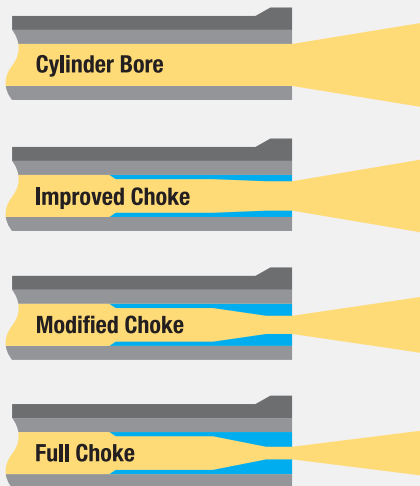 Cylinder Bore
Improved Choke
Modified Choke
Full Choke